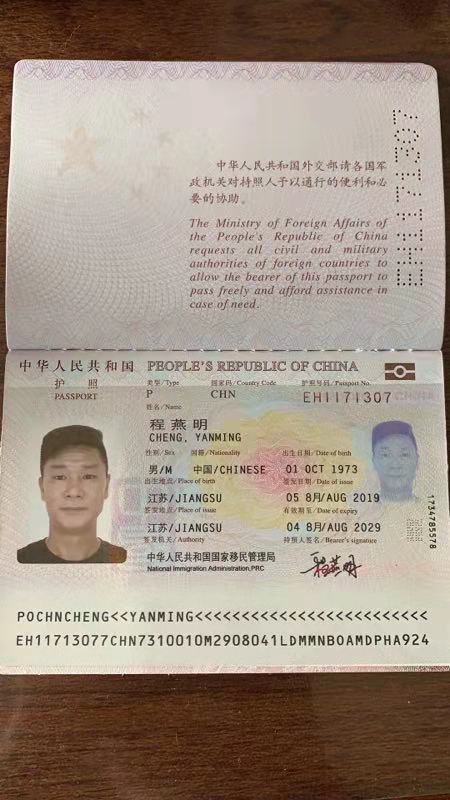 中华人民共和国外交部请各国军
政机关对持照人予以通行的便利和必
要的协助。
The Ministry of Foreign Affairs of
the People's Republic of China
requests all civil and military
authorities of foreign countries to
allow the bearer of this passport to
pass freely and afford assistance in
case of need.
EH1171307
中华人民共和国 PEOPLE'S REPUBLIC OF CHINA
护 照 类型/Type 国家码/Country Code 护照号码/Passport No.
PASSPORT P CHN EH1171307
姓名/Name
程燕明
CHENG, YANMING
性别/Sex 国籍/Nationality 出生日期/Date of birth
男/M 中国/CHINESE 01 OCT 1973
出生地点/Place of birth 签发日期/Date of issue
江苏/JIANGSU 05 8月/AUG 2019
签发地点/Place of issue 有效期至/Date of expiry
江苏/JIANGSU 04 8月/AUG 2029
签发机关/Authority 持照人签名/Bearer's signature
中华人民共和国国家移民管理局 程燕明
National Immigration Administration,PRC
1734785578
POCHNCHENG<<YANMING<<<<<<<<<<<<<<<<<<<<<<<<<
EH11713077CHN7310010M2908041LDMMNBOAMDPHA924